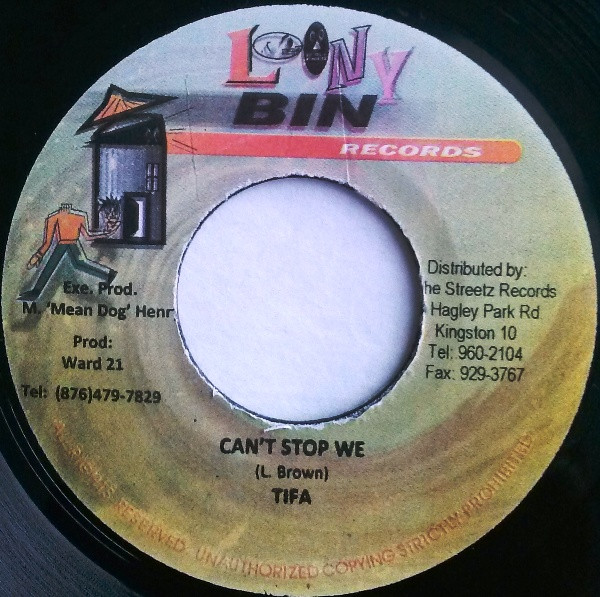 LOONY
BIN
RECORDS
Exe. Prod.
M. 'Mean Dog' Henr
Prod:
Ward 21
Tel: (876)479-7829
Distributed by:
he Streetz Records
Hagley Park Rd
Kingston 10
Tel: 960-2104
Fax: 929-3767
CAN'T STOP WE
(L. Brown)
TIFA
ALL RIGHTS RESERVED. UNAUTHORIZED COPYING STRICTLY PROHIBITED